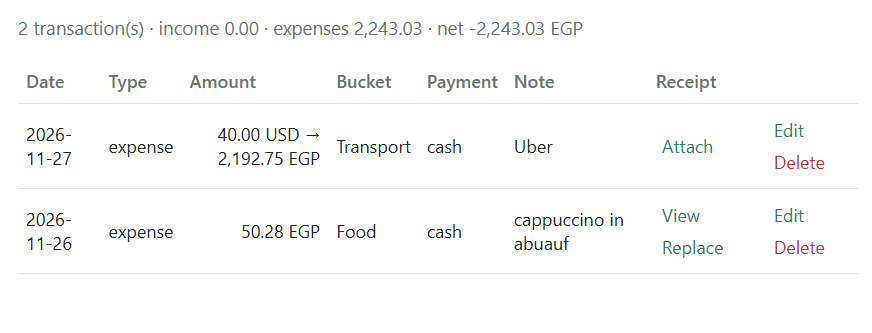 2 transaction(s) · income 0.00 · expenses 2,243.03 · net -2,243.03 EGP
Date Type Amount Bucket Payment Note Receipt
2026-11-27 expense 40.00 USD → 2,192.75 EGP Transport cash Uber Attach Edit Delete
2026-11-26 expense 50.28 EGP Food cash cappuccino in abuauf View Replace Edit Delete